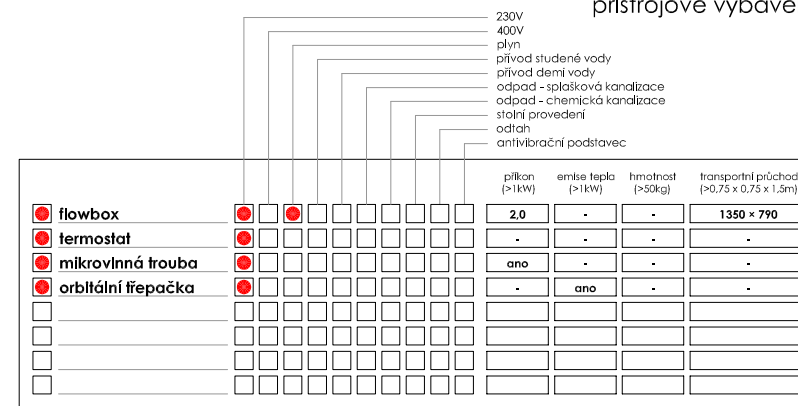 přístrojové vybave
230V
400V
plyn
přívod studené vody
přívod demi vody
odpad - splašková kanalizace
odpad - chemická kanalizace
stolní provedení
odtah
antivibrační podstavec
příkon emise tepla hmotnost transportní průchod
(>1kW) (>1kW) (>50kg) (>0,75 x 0,75 x 1,5m)
flowbox 2,0 - - 1350 × 790
termostat - - - -
mikrovlnná trouba ano - - -
orbitální třepačka - ano - -